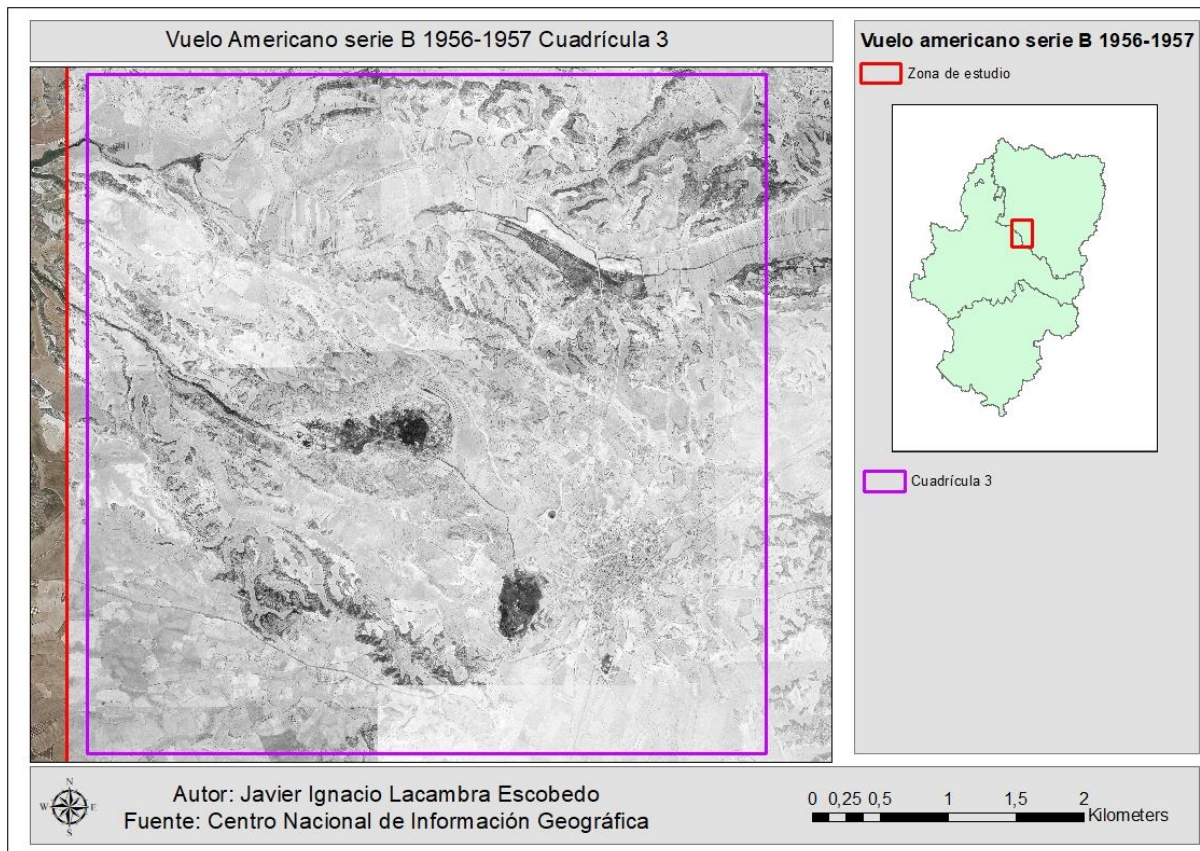 Vuelo Americano serie B 1956-1957 Cuadrícula 3
Vuelo americano serie B 1956-1957
Zona de estudio
Cuadrícula 3
N
W E
S
Autor: Javier Ignacio Lacambra Escobedo
Fuente: Centro Nacional de Información Geográfica
0 0,25 0,5 1 1,5 2
Kilometers